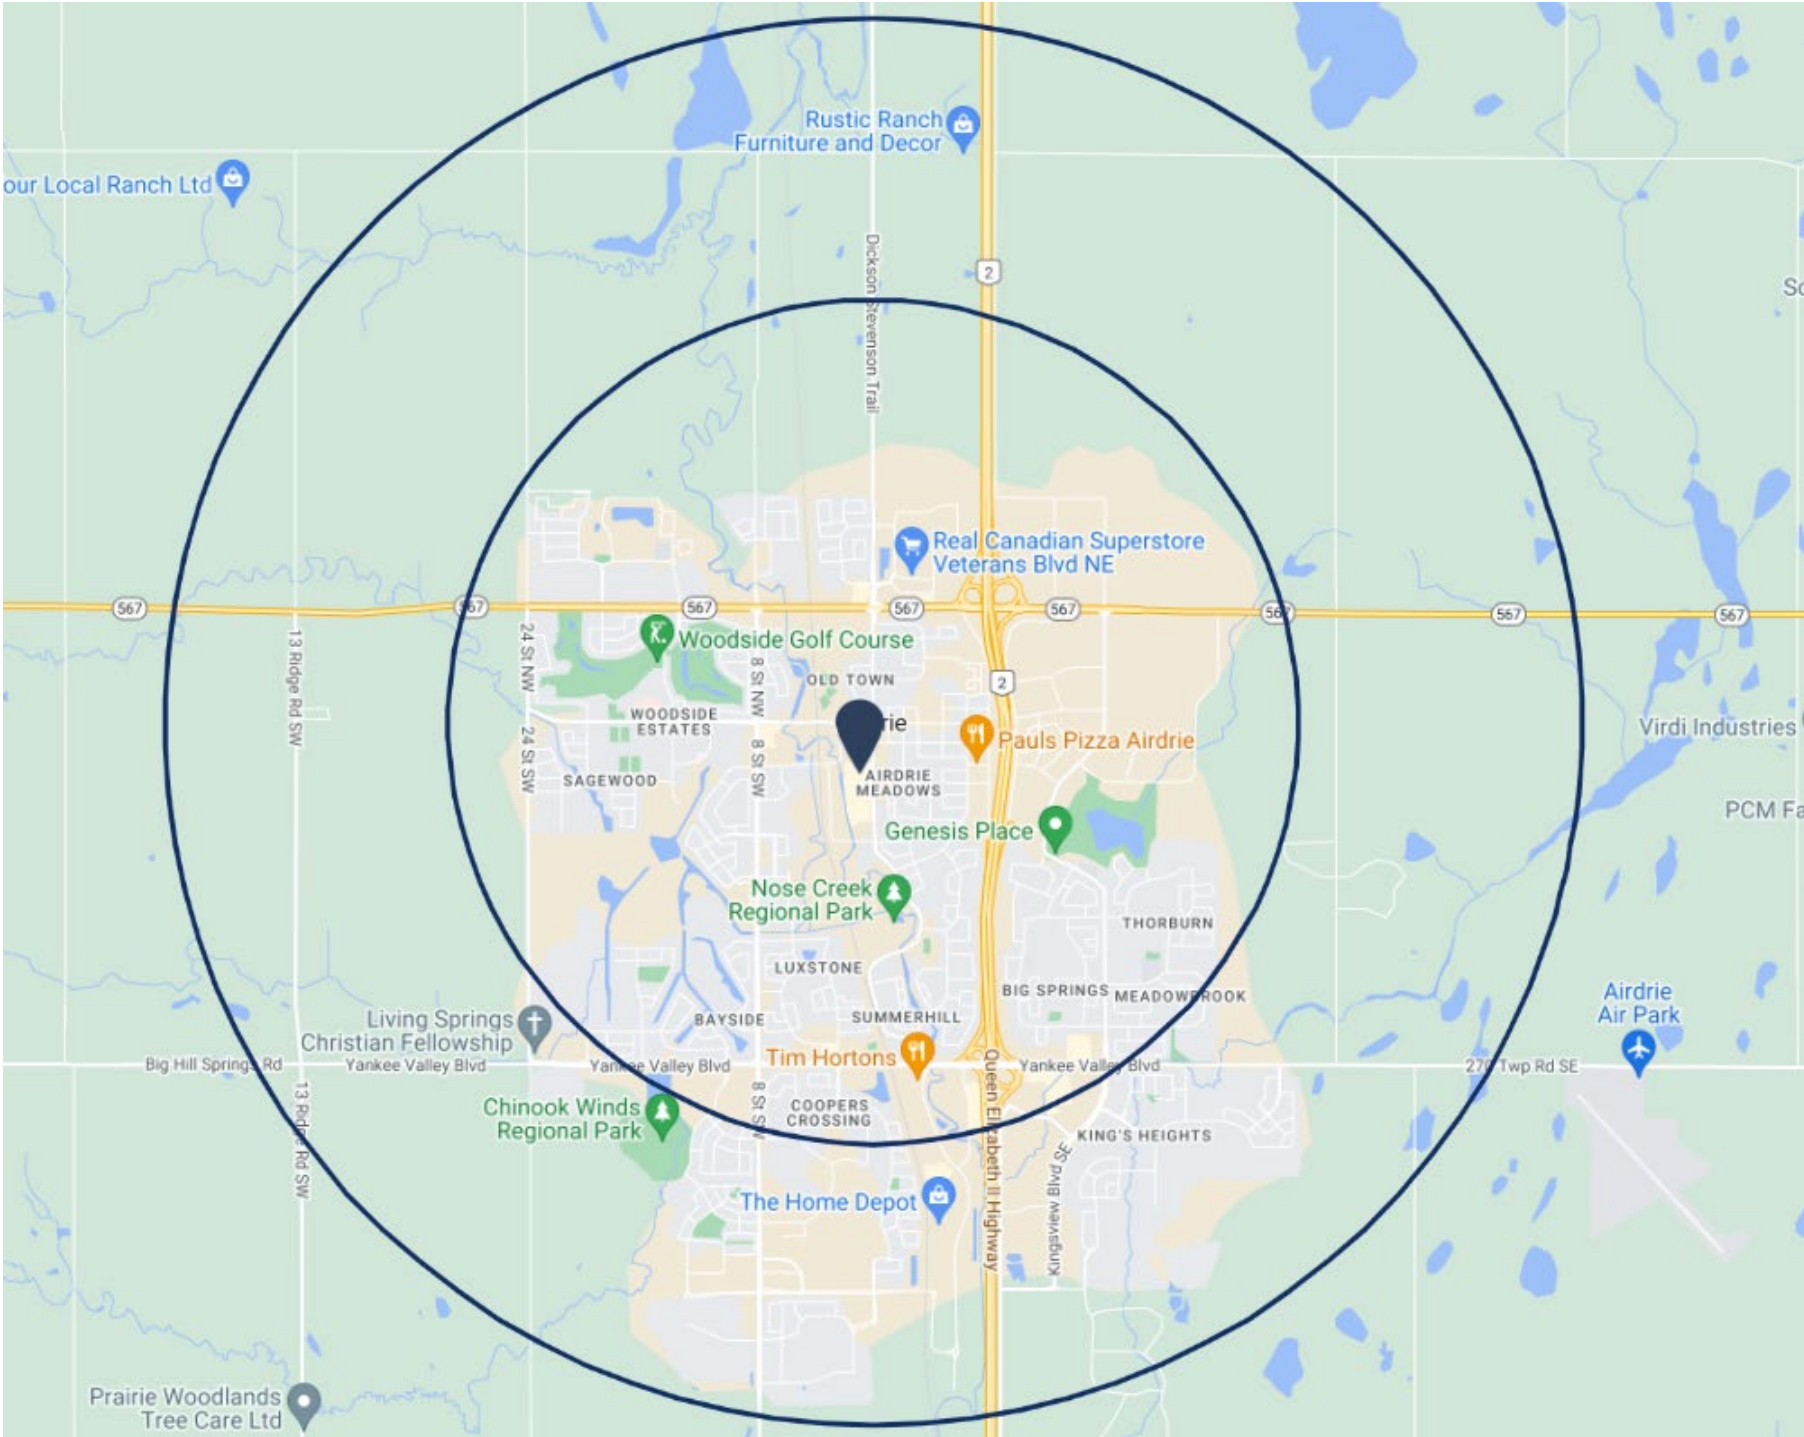 Rustic Ranch
Furniture and Decor
our Local Ranch Ltd
Dickson Stevenson Trail
2
Real Canadian Superstore
Veterans Blvd NE
567
567
567
567
567
567
567
567
Woodside Golf Course
24 St NW
13 Ridge Rd SW
8 St NW
OLD TOWN
2
WOODSIDE
ESTATES
rie
Pauls Pizza Airdrie
Virdi Industries
24 St SW
8 St SW
SAGEWOOD
AIRDRIE
MEADOWS
PCM Fa
Genesis Place
Nose Creek
Regional Park
THORBURN
LUXSTONE
BIG SPRINGS
MEADOWBROOK
Airdrie
Air Park
Living Springs
Christian Fellowship
BAYSIDE
SUMMERHILL
Tim Hortons
Big Hill Springs Rd
Yankee Valley Blvd
Yankee Valley Blvd
Yankee Valley Blvd
270 Twp Rd SE
13 Ridge Rd SW
8 St SW
Queen Elizabeth II Highway
Chinook Winds
Regional Park
COOPERS
CROSSING
KING'S HEIGHTS
Kingsview Blvd SE
The Home Depot
Prairie Woodlands
Tree Care Ltd